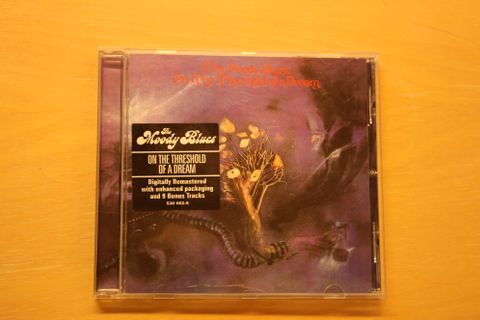 The Moody Blues
On The Threshold of a Dream
The
Moody Blues
ON THE THRESHOLD
OF A DREAM
Digitally Remastered
with enhanced packaging
and 9 Bonus Tracks